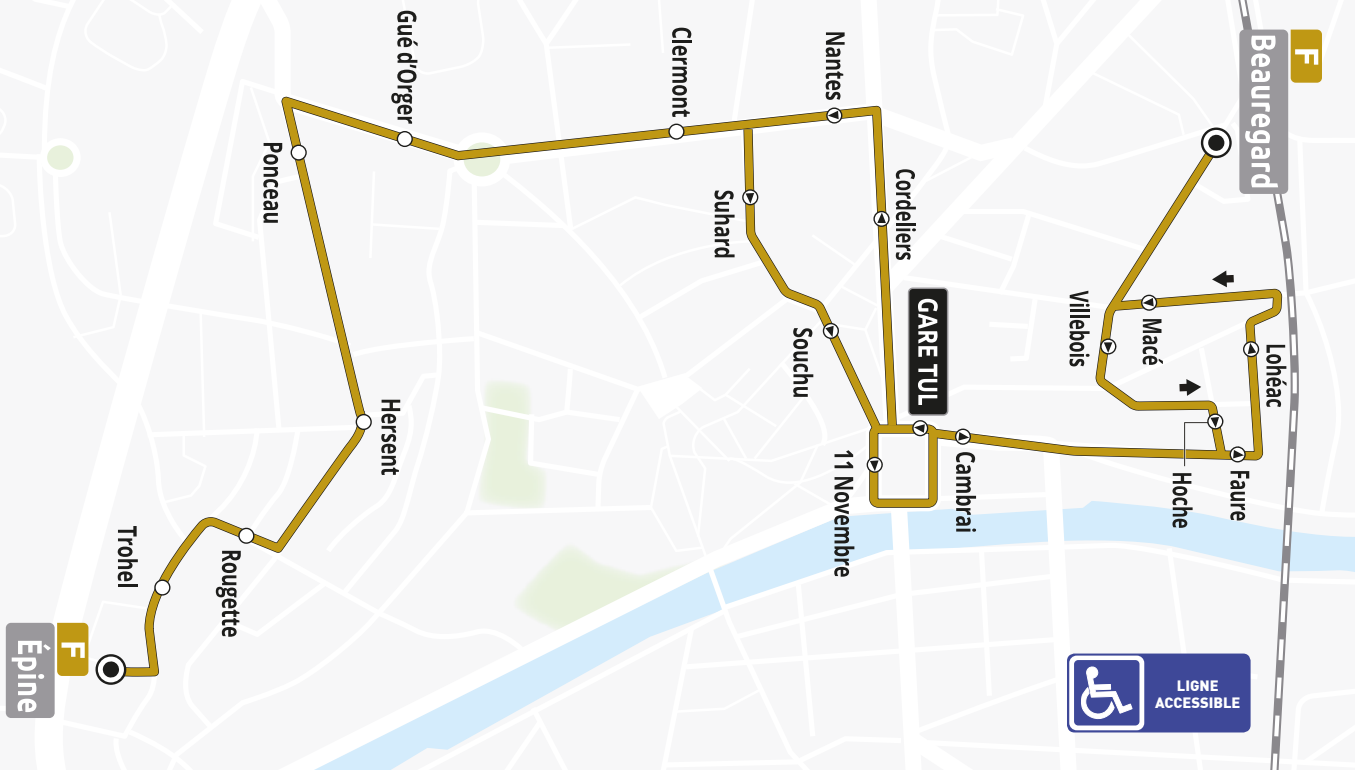 F
Beauregard
Villebois
Macé
Lohéac
Hoche
Faure
Cambrai
GARE TUL
11 Novembre
Cordeliers
Nantes
Souchu
Suhard
Clermont
Gué d'Orger
Ponceau
Hersent
Rougette
Trohel
F
Épine
LIGNE
ACCESSIBLE